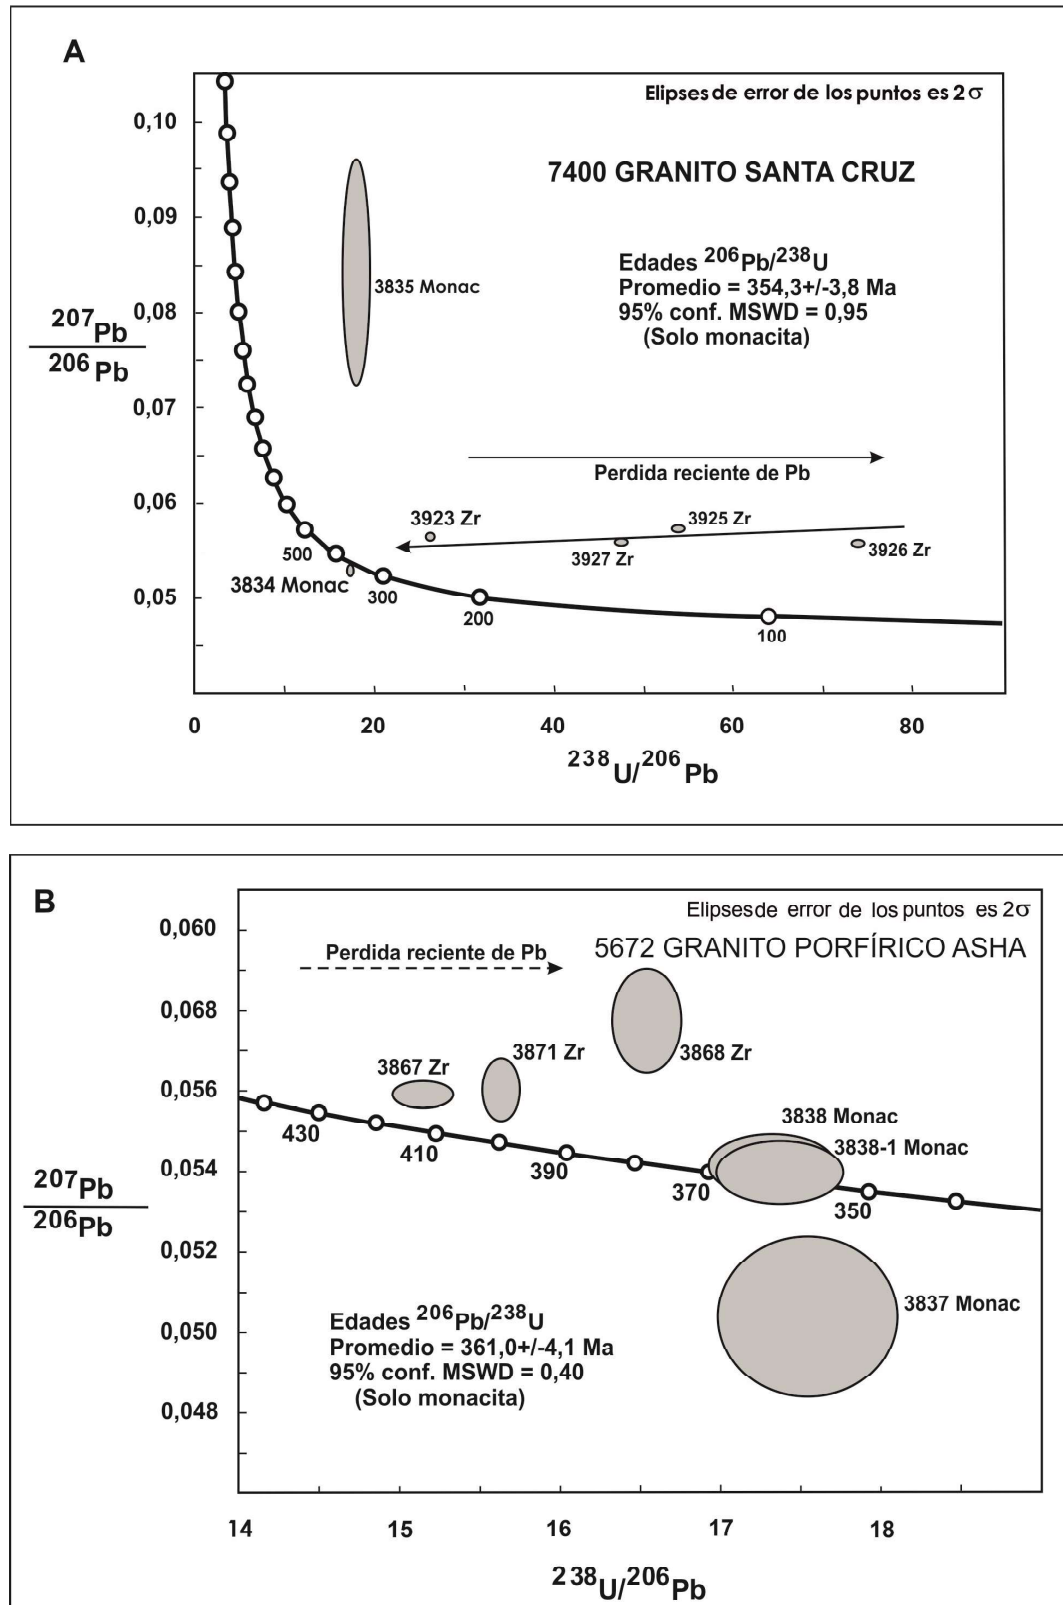 A
Elipses de error de los puntos es 2 σ
7400 GRANITO SANTA CRUZ
Edades 206Pb/238U
Promedio = 354,3+/-3,8 Ma
95% conf. MSWD = 0,95
(Solo monacita)
0,10
0,09
0,08
0,07
0,06
0,05
207Pb
206Pb
3835 Monac
Perdida reciente de Pb
3923 Zr
3925 Zr
3927 Zr
3926 Zr
500
3834 Monac
300
200
100
0 20 40 60 80
238U/206Pb
B
Elipses de error de los puntos es 2σ
5672 GRANITO PORFÍRICO ASHA
Perdida reciente de Pb
0,060
0,068
0,056
0,054
0,052
0,050
0,048
207Pb
206Pb
3867 Zr
3871 Zr
3868 Zr
3838 Monac
3838-1 Monac
430
410
390
370
350
3837 Monac
Edades 206Pb/238U
Promedio = 361,0+/-4,1 Ma
95% conf. MSWD = 0,40
(Solo monacita)
14 15 16 17 18
238U/206Pb